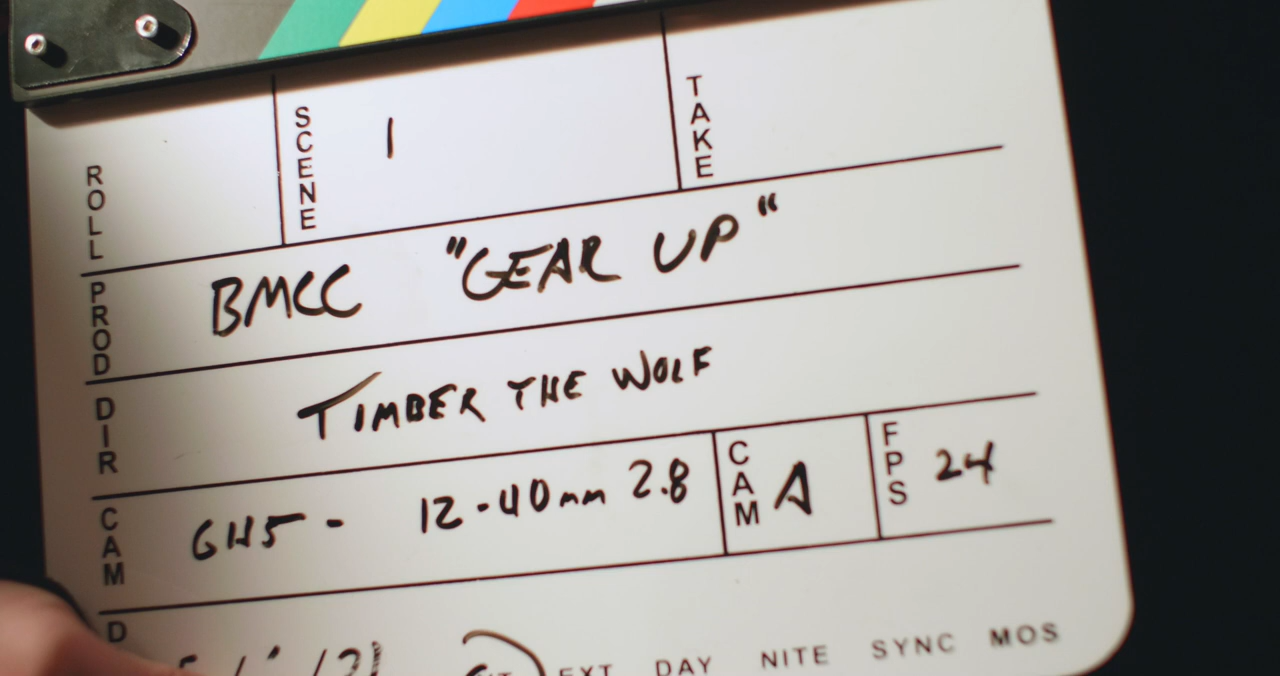 ROLL SCENE 1 TAKE
PROD BMCC "GEAR UP"
DIR TIMBER THE WOLF
CAM GH5 - 12-40mm 2.8 CAM A FPS 24
D EXT DAY NITE SYNC MOS